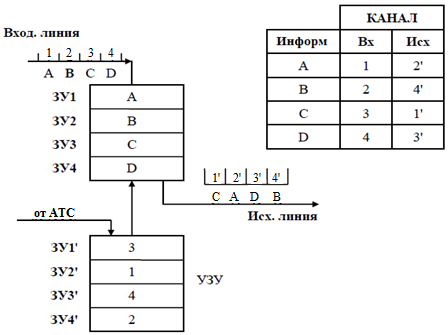 Вход. линия
1 2 3 4
A B C D
ЗУ1 A
ЗУ2 B
ЗУ3 C
ЗУ4 D
КАНАЛ
Информ Вх Исх
A 1 2'
B 2 4'
C 3 1'
D 4 3'
1' 2' 3' 4'
C A D B
Исх. линия
от АТС
ЗУ1' 3
ЗУ2' 1
ЗУ3' 4
ЗУ4' 2
УЗУ